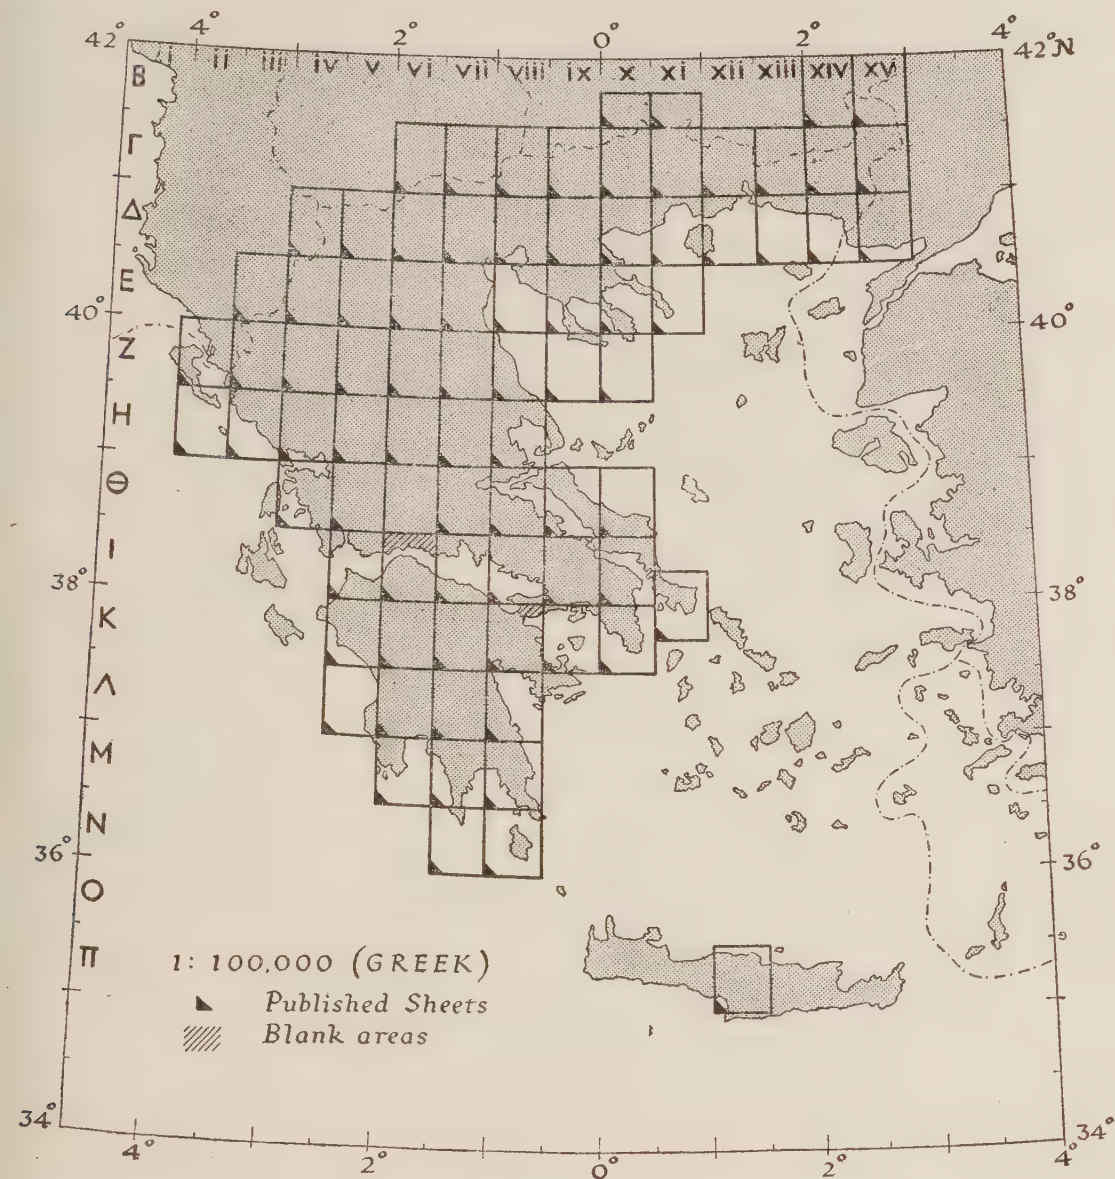 42° 4° 2° 0° 2° 4° 42°N
i ii iii iv v vi vii viii ix x xi xii xiii xiv xv
B
Γ
Δ
E
40° 40°
Z
H
Θ
I
38° 38°
K
Λ
M
N
36° 36°
O
Π
1: 100,000 (GREEK)
Published Sheets
Blank areas
34° 34°
4° 2° 0° 2° 4°